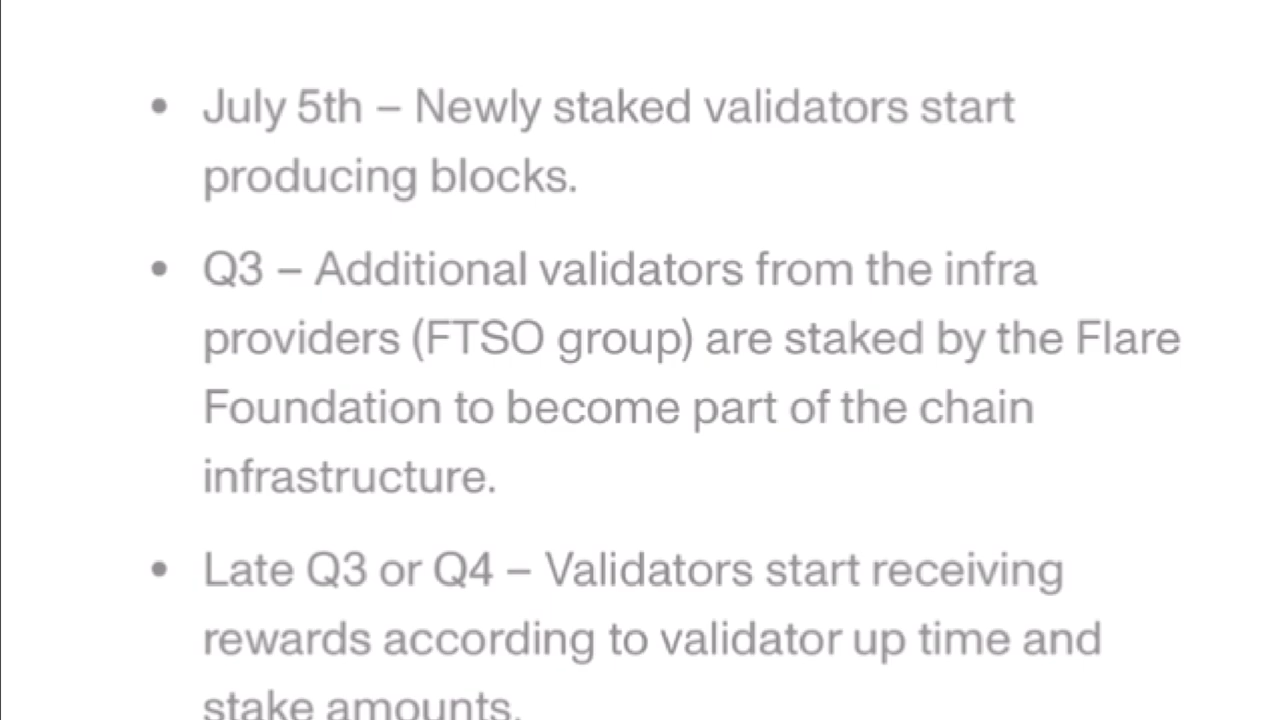 • July 5th – Newly staked validators start
producing blocks.
• Q3 – Additional validators from the infra
providers (FTSO group) are staked by the Flare
Foundation to become part of the chain
infrastructure.
• Late Q3 or Q4 – Validators start receiving
rewards according to validator up time and
stake amounts.